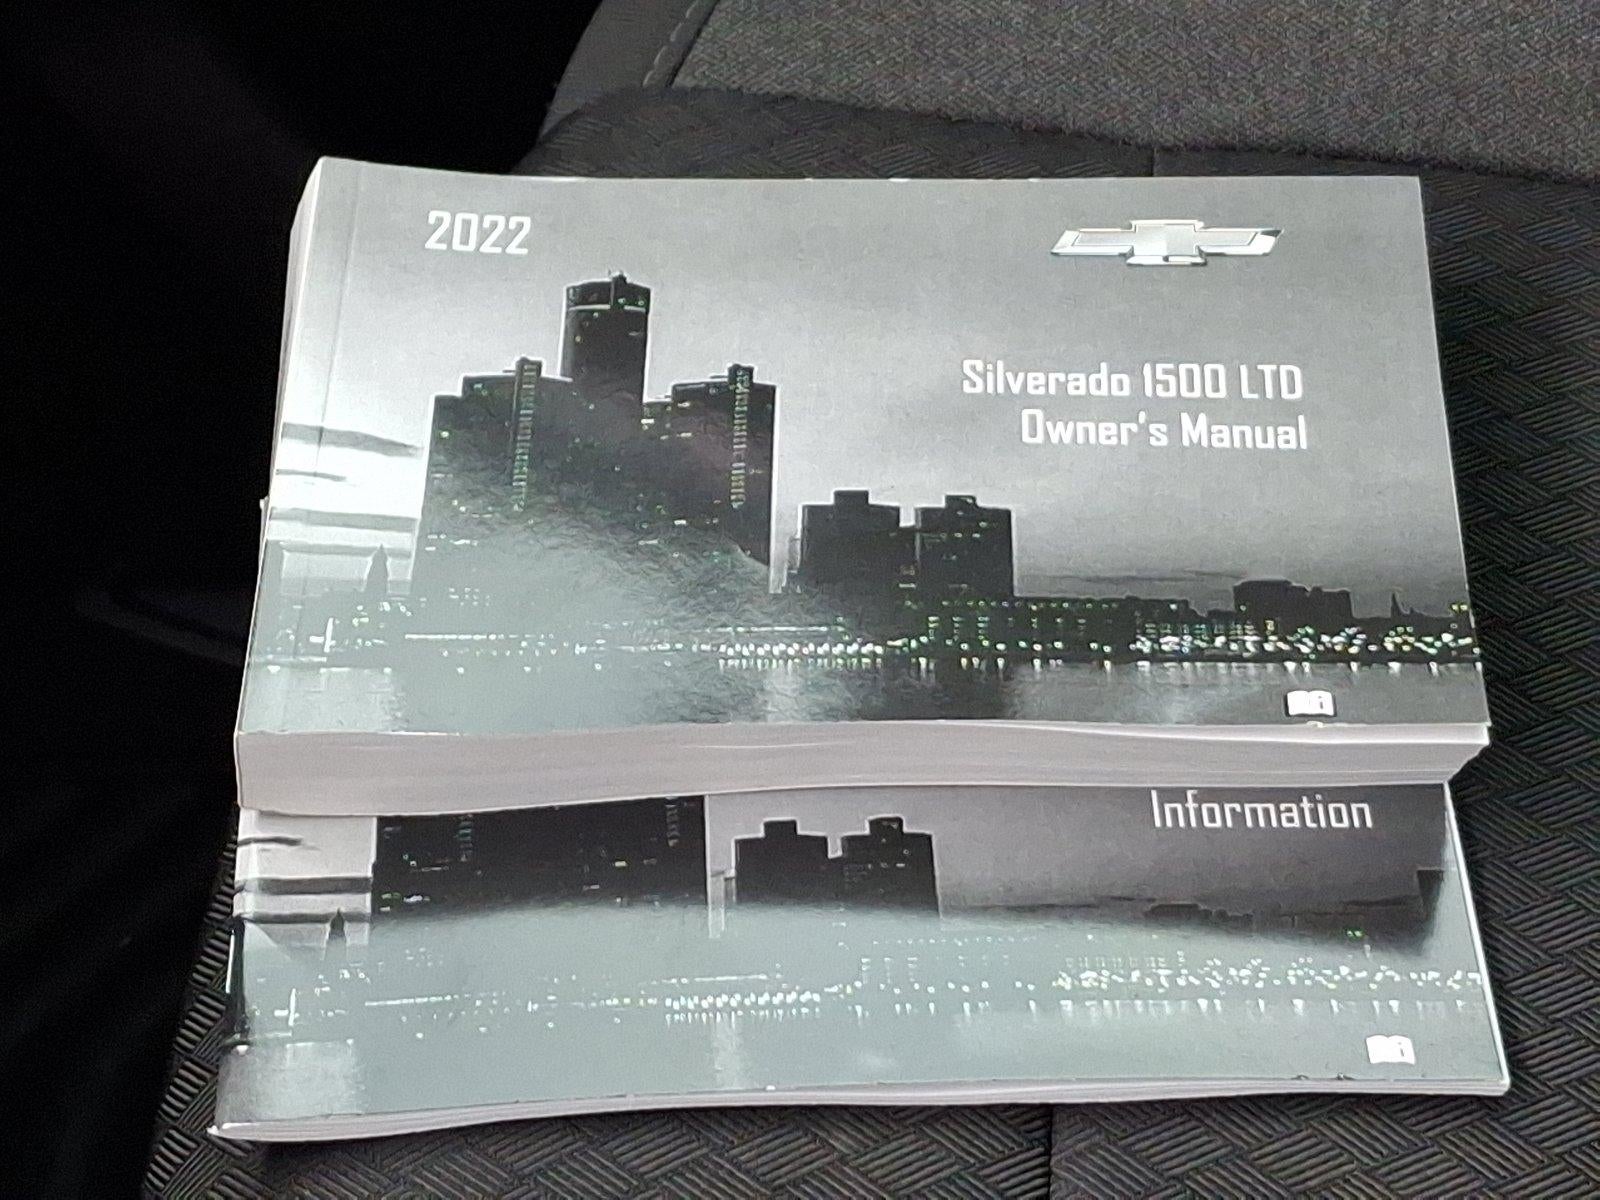 2022
Silverado 1500 LTD
Owner's Manual
Information